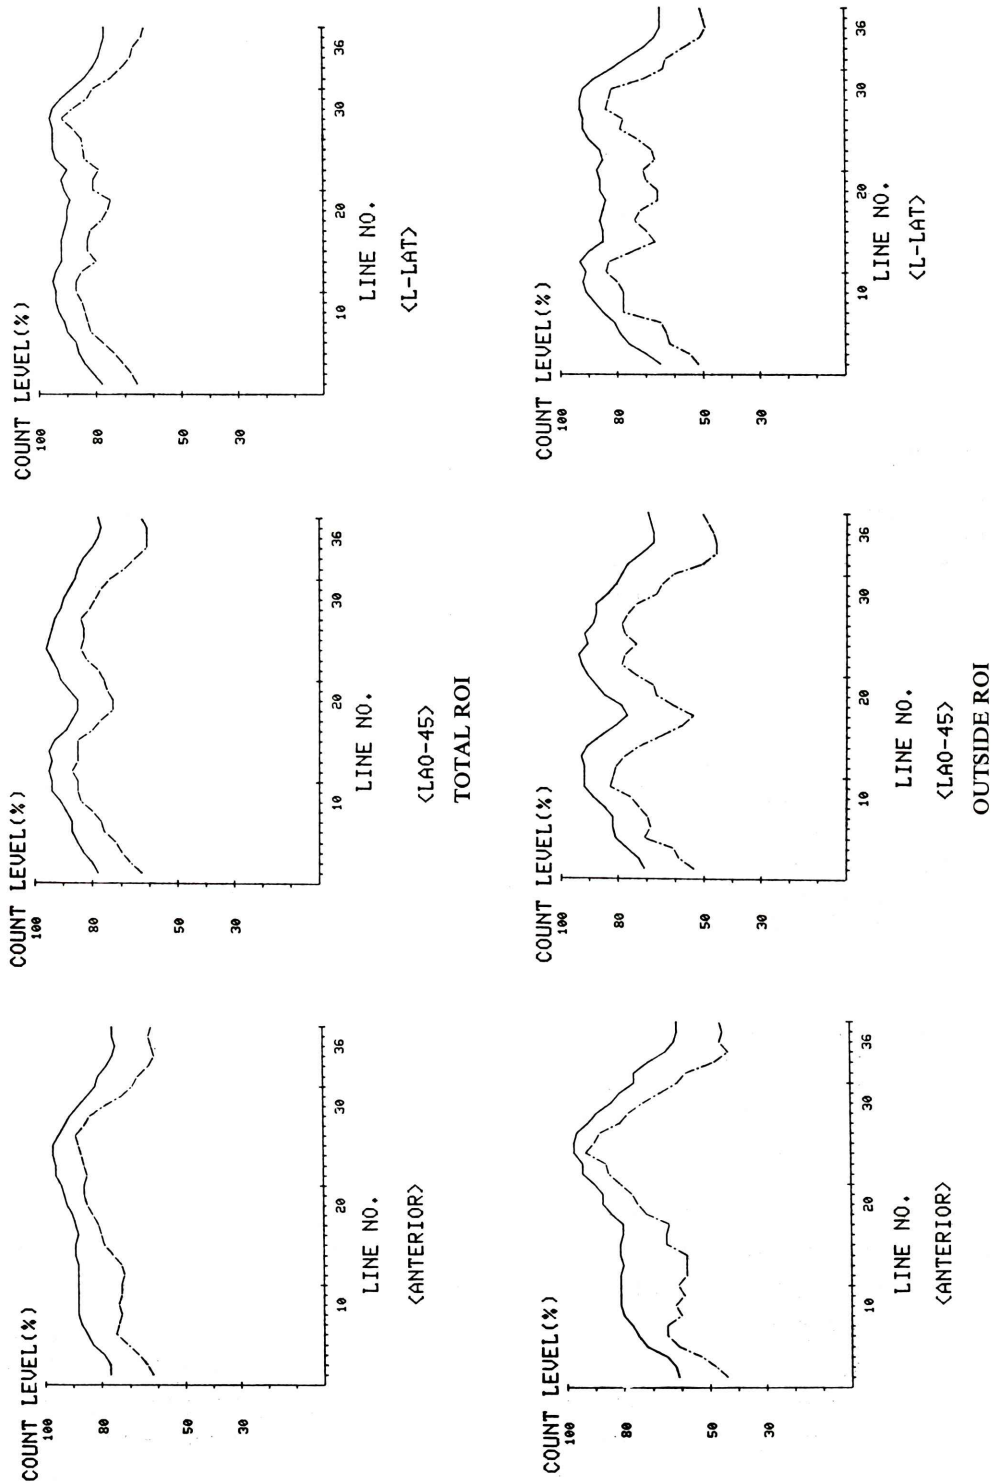 COUNT LEVEL(%)
100
80
50
30
10 20 30 36
LINE NO.
<ANTERIOR>
COUNT LEVEL(%)
100
80
50
30
10 20 30 36
LINE NO.
<LAO-45>
TOTAL ROI
COUNT LEVEL(%)
100
80
50
30
10 20 30 36
LINE NO.
<L-LAT>
COUNT LEVEL(%)
100
80
50
30
10 20 30 36
LINE NO.
<ANTERIOR>
COUNT LEVEL(%)
100
80
50
30
10 20 30 36
LINE NO.
<LAO-45>
OUTSIDE ROI
COUNT LEVEL(%)
100
80
50
30
10 20 30 36
LINE NO.
<L-LAT>